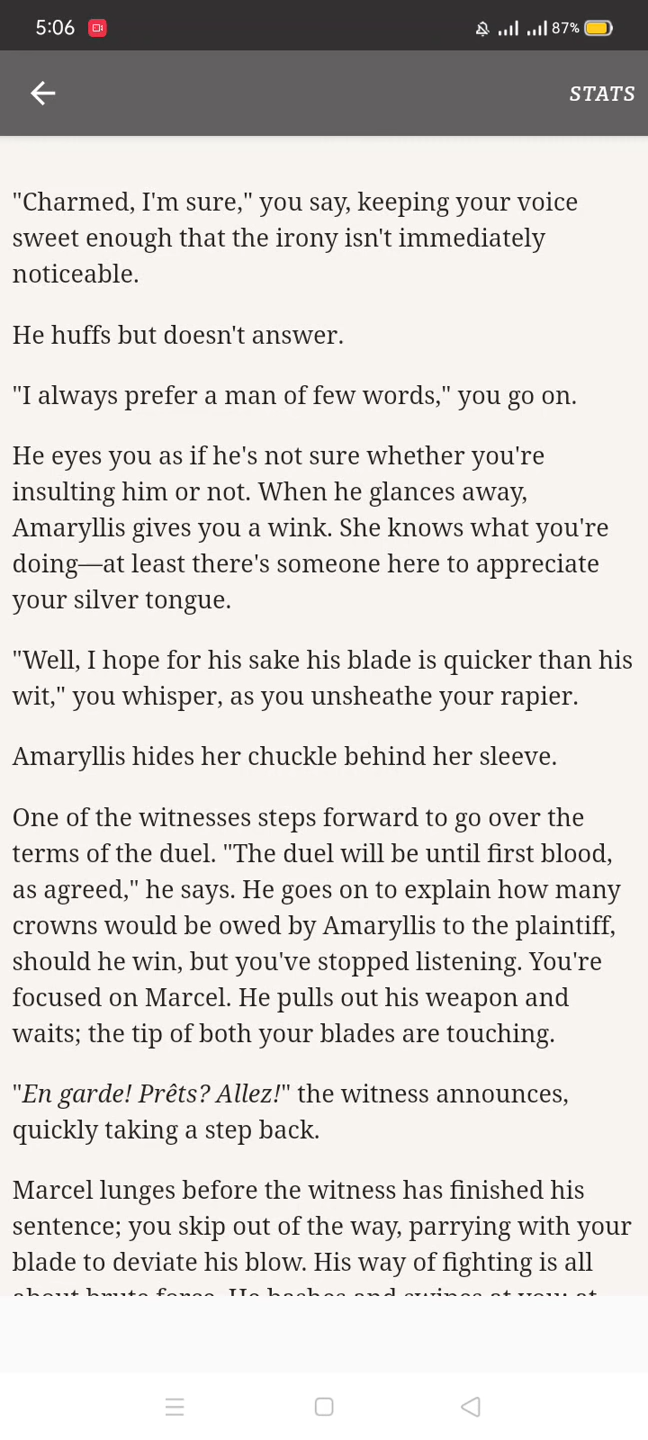 5:06
87%
STATS
"Charmed, I'm sure," you say, keeping your voice
sweet enough that the irony isn't immediately
noticeable.
He huffs but doesn't answer.
"I always prefer a man of few words," you go on.
He eyes you as if he's not sure whether you're
insulting him or not. When he glances away,
Amaryllis gives you a wink. She knows what you're
doing—at least there's someone here to appreciate
your silver tongue.
"Well, I hope for his sake his blade is quicker than his
wit," you whisper, as you unsheathe your rapier.
Amaryllis hides her chuckle behind her sleeve.
One of the witnesses steps forward to go over the
terms of the duel. "The duel will be until first blood,
as agreed," he says. He goes on to explain how many
crowns would be owed by Amaryllis to the plaintiff,
should he win, but you've stopped listening. You're
focused on Marcel. He pulls out his weapon and
waits; the tip of both your blades are touching.
"En garde! Prêts? Allez!" the witness announces,
quickly taking a step back.
Marcel lunges before the witness has finished his
sentence; you skip out of the way, parrying with your
blade to deviate his blow. His way of fighting is all
about brute force. He bashes and swipes at you; at